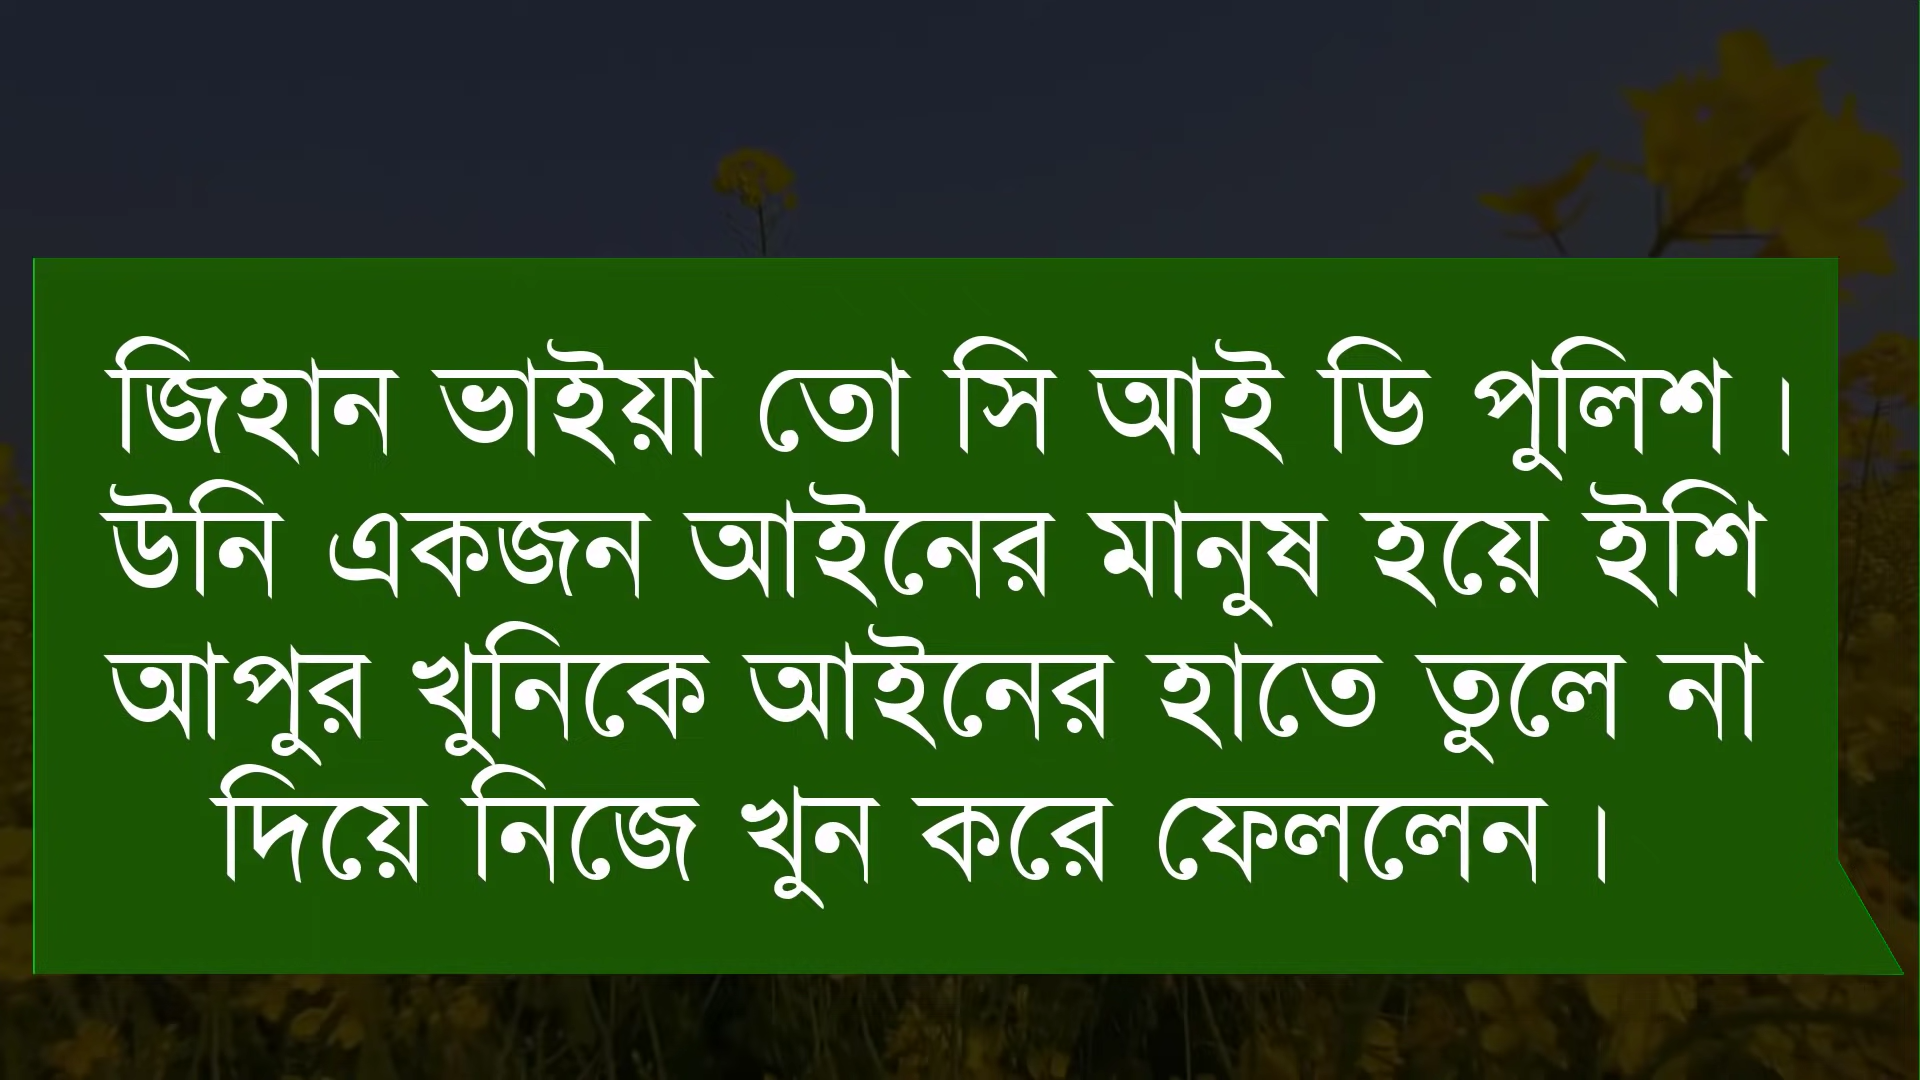 জিহান ভাইয়া তো সি আই ডি পুলিশ ।
উনি একজন আইনের মানুষ হয়ে ইশি
আপুর খুনিকে আইনের হাতে তুলে না
দিয়ে নিজে খুন করে ফেললেন ।